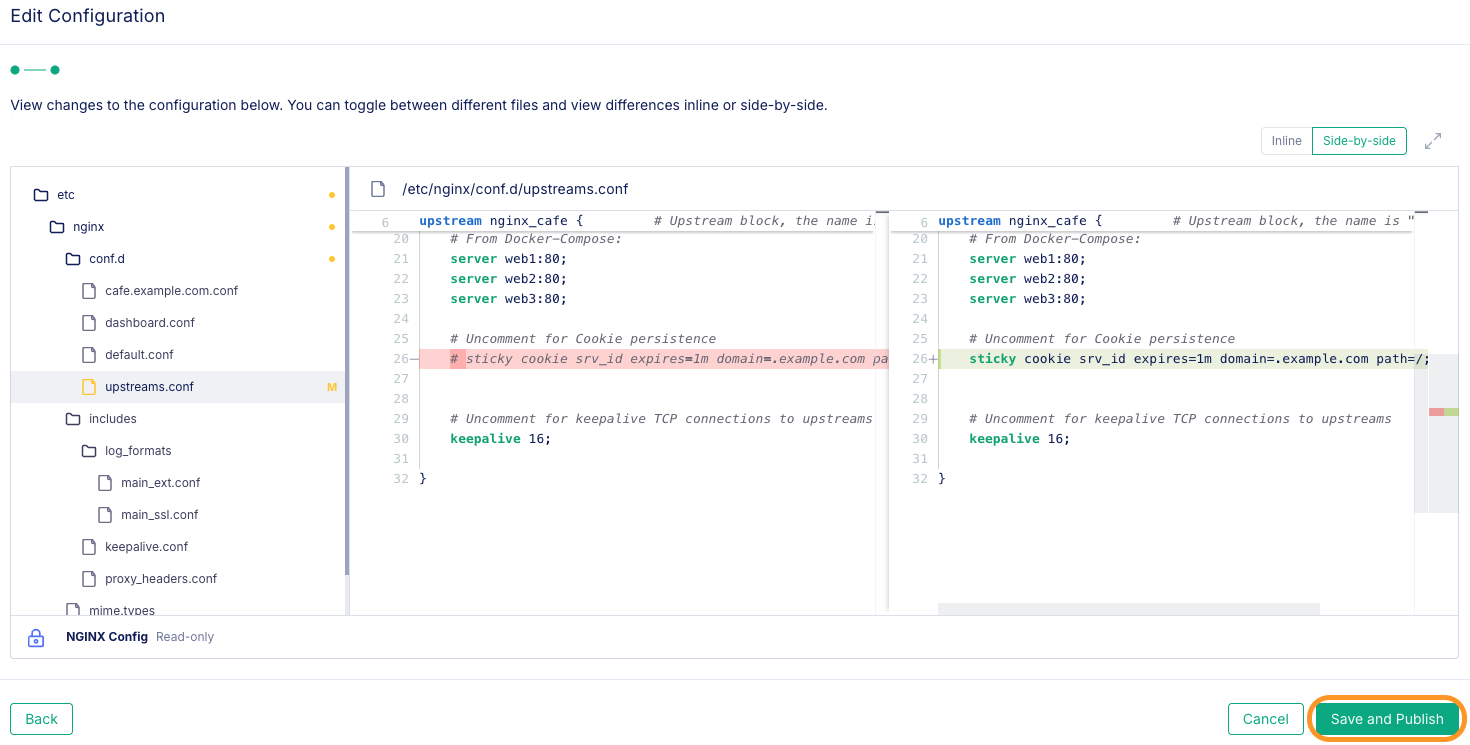 Edit Configuration
View changes to the configuration below. You can toggle between different files and view differences inline or side-by-side.
Inline
Side-by-side
etc
nginx
conf.d
cafe.example.com.conf
dashboard.conf
default.conf
upstreams.conf
M
includes
log_formats
main_ext.conf
main_ssl.conf
keepalive.conf
proxy_headers.conf
mime.types
/etc/nginx/conf.d/upstreams.conf
6 upstream nginx_cafe { # Upstream block, the name i
20 # From Docker-Compose:
21 server web1:80;
22 server web2:80;
23 server web3:80;
24
25 # Uncomment for Cookie persistence
26− # sticky cookie srv_id expires=1m domain=.example.com pa
27
28
29 # Uncomment for keepalive TCP connections to upstreams
30 keepalive 16;
31
32 }
6 upstream nginx_cafe { # Upstream block, the name is "
20 # From Docker-Compose:
21 server web1:80;
22 server web2:80;
23 server web3:80;
24
25 # Uncomment for Cookie persistence
26+ sticky cookie srv_id expires=1m domain=.example.com path=/;
27
28
29 # Uncomment for keepalive TCP connections to upstreams
30 keepalive 16;
31
32 }
NGINX Config Read-only
Back
Cancel
Save and Publish